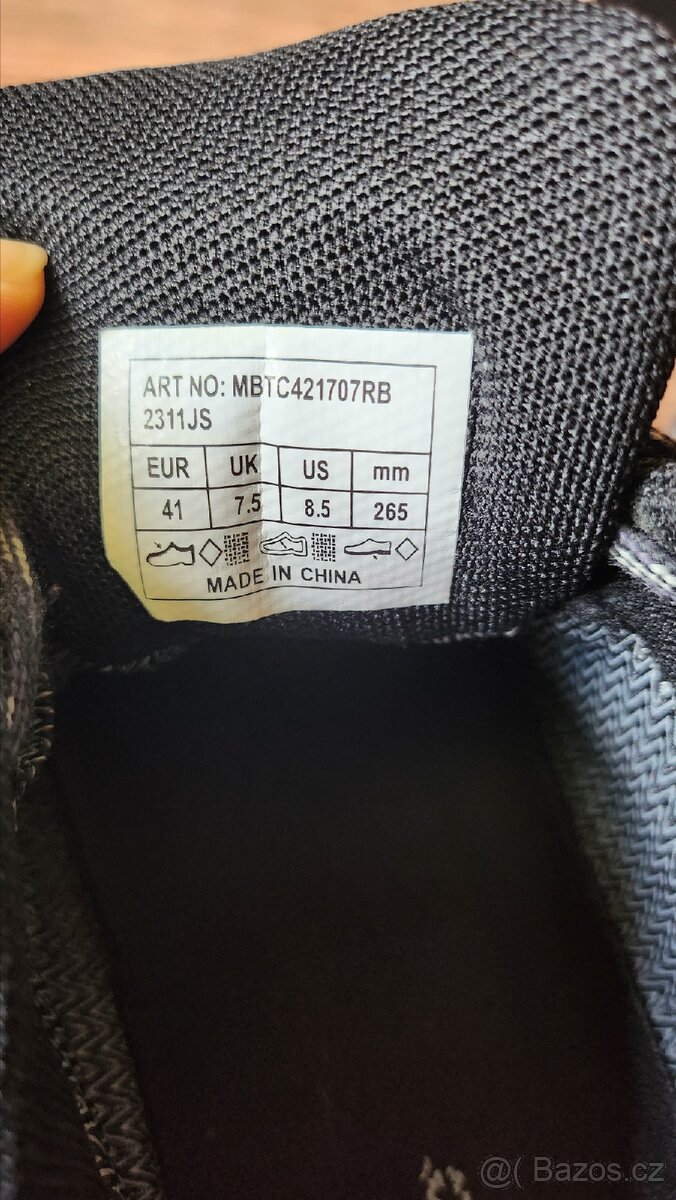 ART NO: MBTC421707RB
2311JS
EUR UK US mm
41 7.5 8.5 265
MADE IN CHINA
@( Bazos.cz